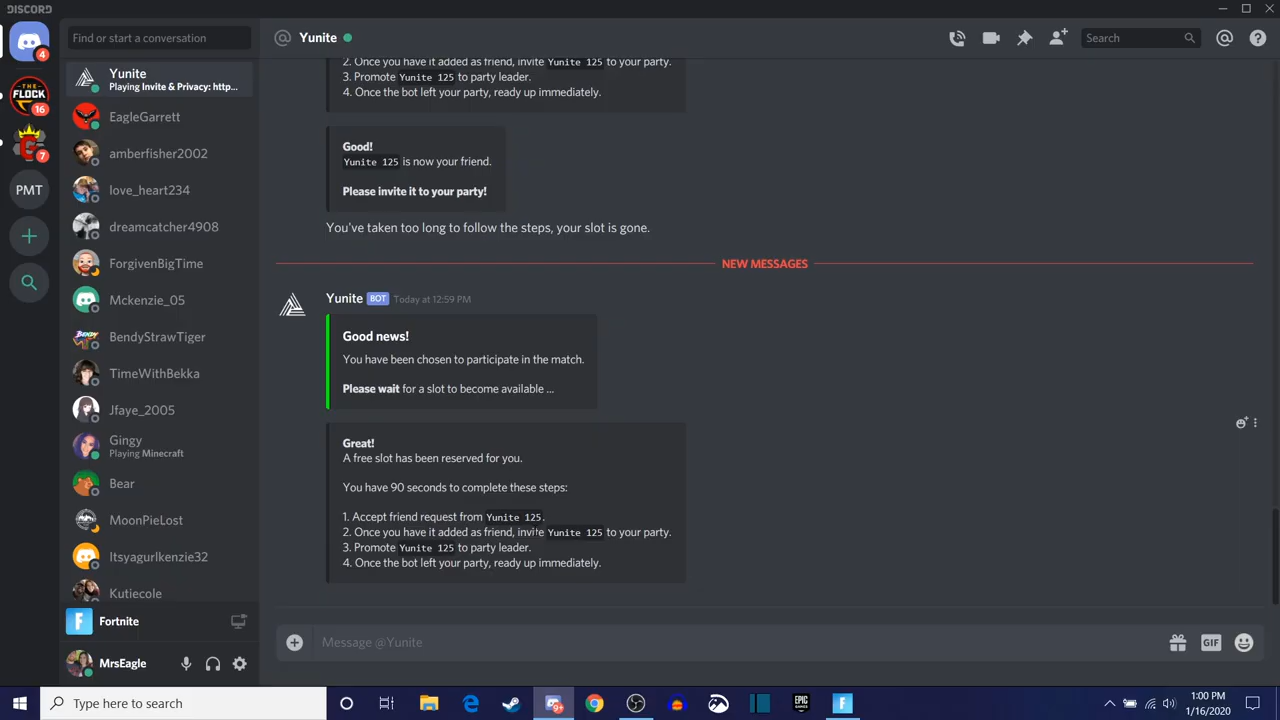 DISCORD
Find or start a conversation
@ Yunite
Search
4
16
7
PMT
Yunite
Playing Invite & Privacy: http...
EagleGarrett
amberfisher2002
love_heart234
dreamcatcher4908
ForgivenBigTime
Mckenzie_05
BendyStrawTiger
TimeWithBekka
Jfaye_2005
Gingy
Playing Minecraft
Bear
MoonPieLost
Itsyagurlkenzie32
Kutiecole
Fortnite
MrsEagle
2. Once you have it added as friend, invite Yunite 125 to your party.
3. Promote Yunite 125 to party leader.
4. Once the bot left your party, ready up immediately.
Good!
Yunite 125 is now your friend.
Please invite it to your party!
You've taken too long to follow the steps, your slot is gone.
NEW MESSAGES
Yunite BOT Today at 12:59 PM
Good news!
You have been chosen to participate in the match.
Please wait for a slot to become available ...
Great!
A free slot has been reserved for you.
You have 90 seconds to complete these steps:
1. Accept friend request from Yunite 125.
2. Once you have it added as friend, invite Yunite 125 to your party.
3. Promote Yunite 125 to party leader.
4. Once the bot left your party, ready up immediately.
Message @Yunite
GIF
Type here to search
9+
EPIC
GAMES
1:00 PM
1/16/2020